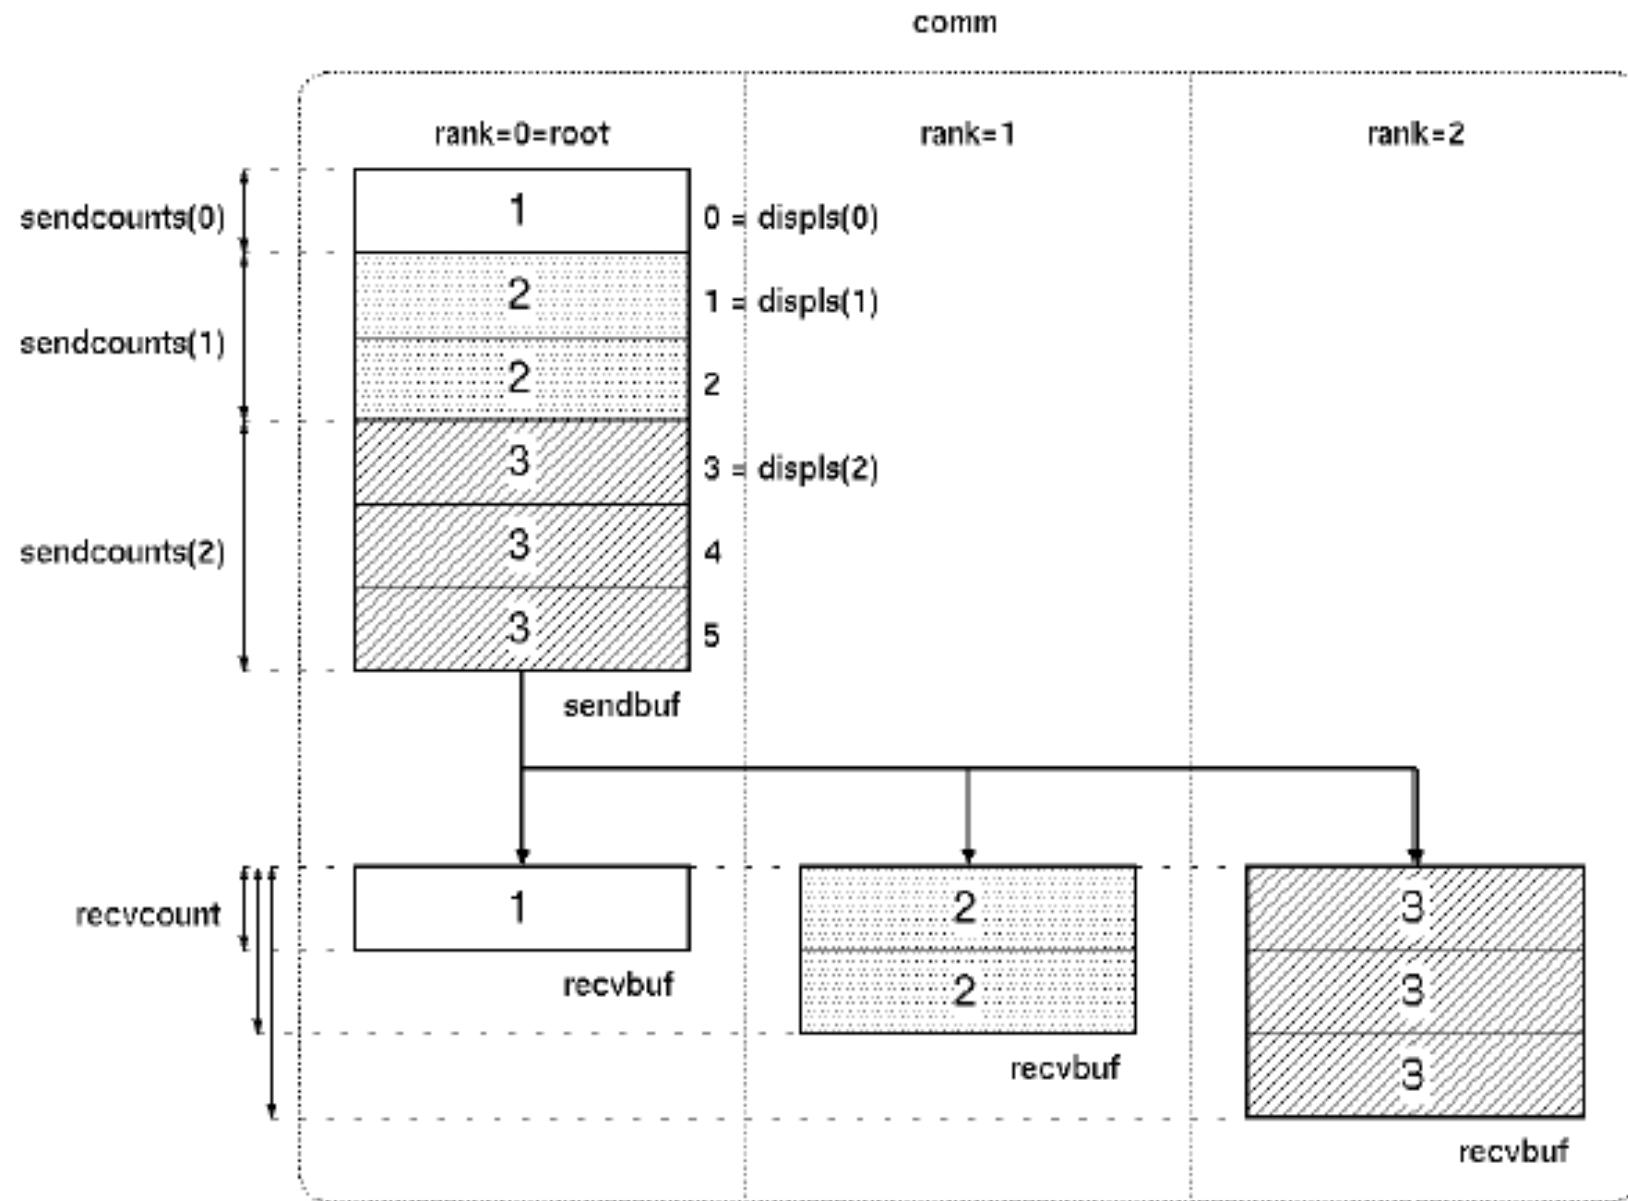 comm
rank=0=root rank=1 rank=2
sendcounts(0) 1 0 = displs(0)
2 1 = displs(1)
sendcounts(1)
2 2
3 3 = displs(2)
sendcounts(2) 3 4
3 5
sendbuf
recvcount 1 2 3
recvbuf 2 3
recvbuf 3
recvbuf